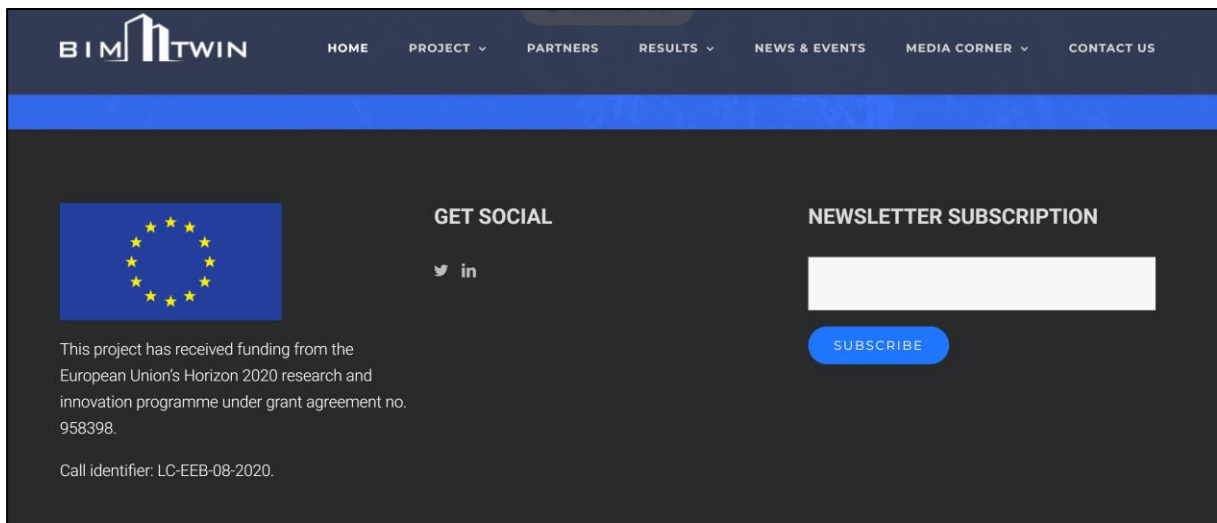 BIM TWIN
HOME PROJECT PARTNERS RESULTS NEWS & EVENTS MEDIA CORNER CONTACT US
GET SOCIAL
NEWSLETTER SUBSCRIPTION
in
SUBSCRIBE
This project has received funding from the
European Union's Horizon 2020 research and
innovation programme under grant agreement no.
958398.
Call identifier: LC-EEB-08-2020.